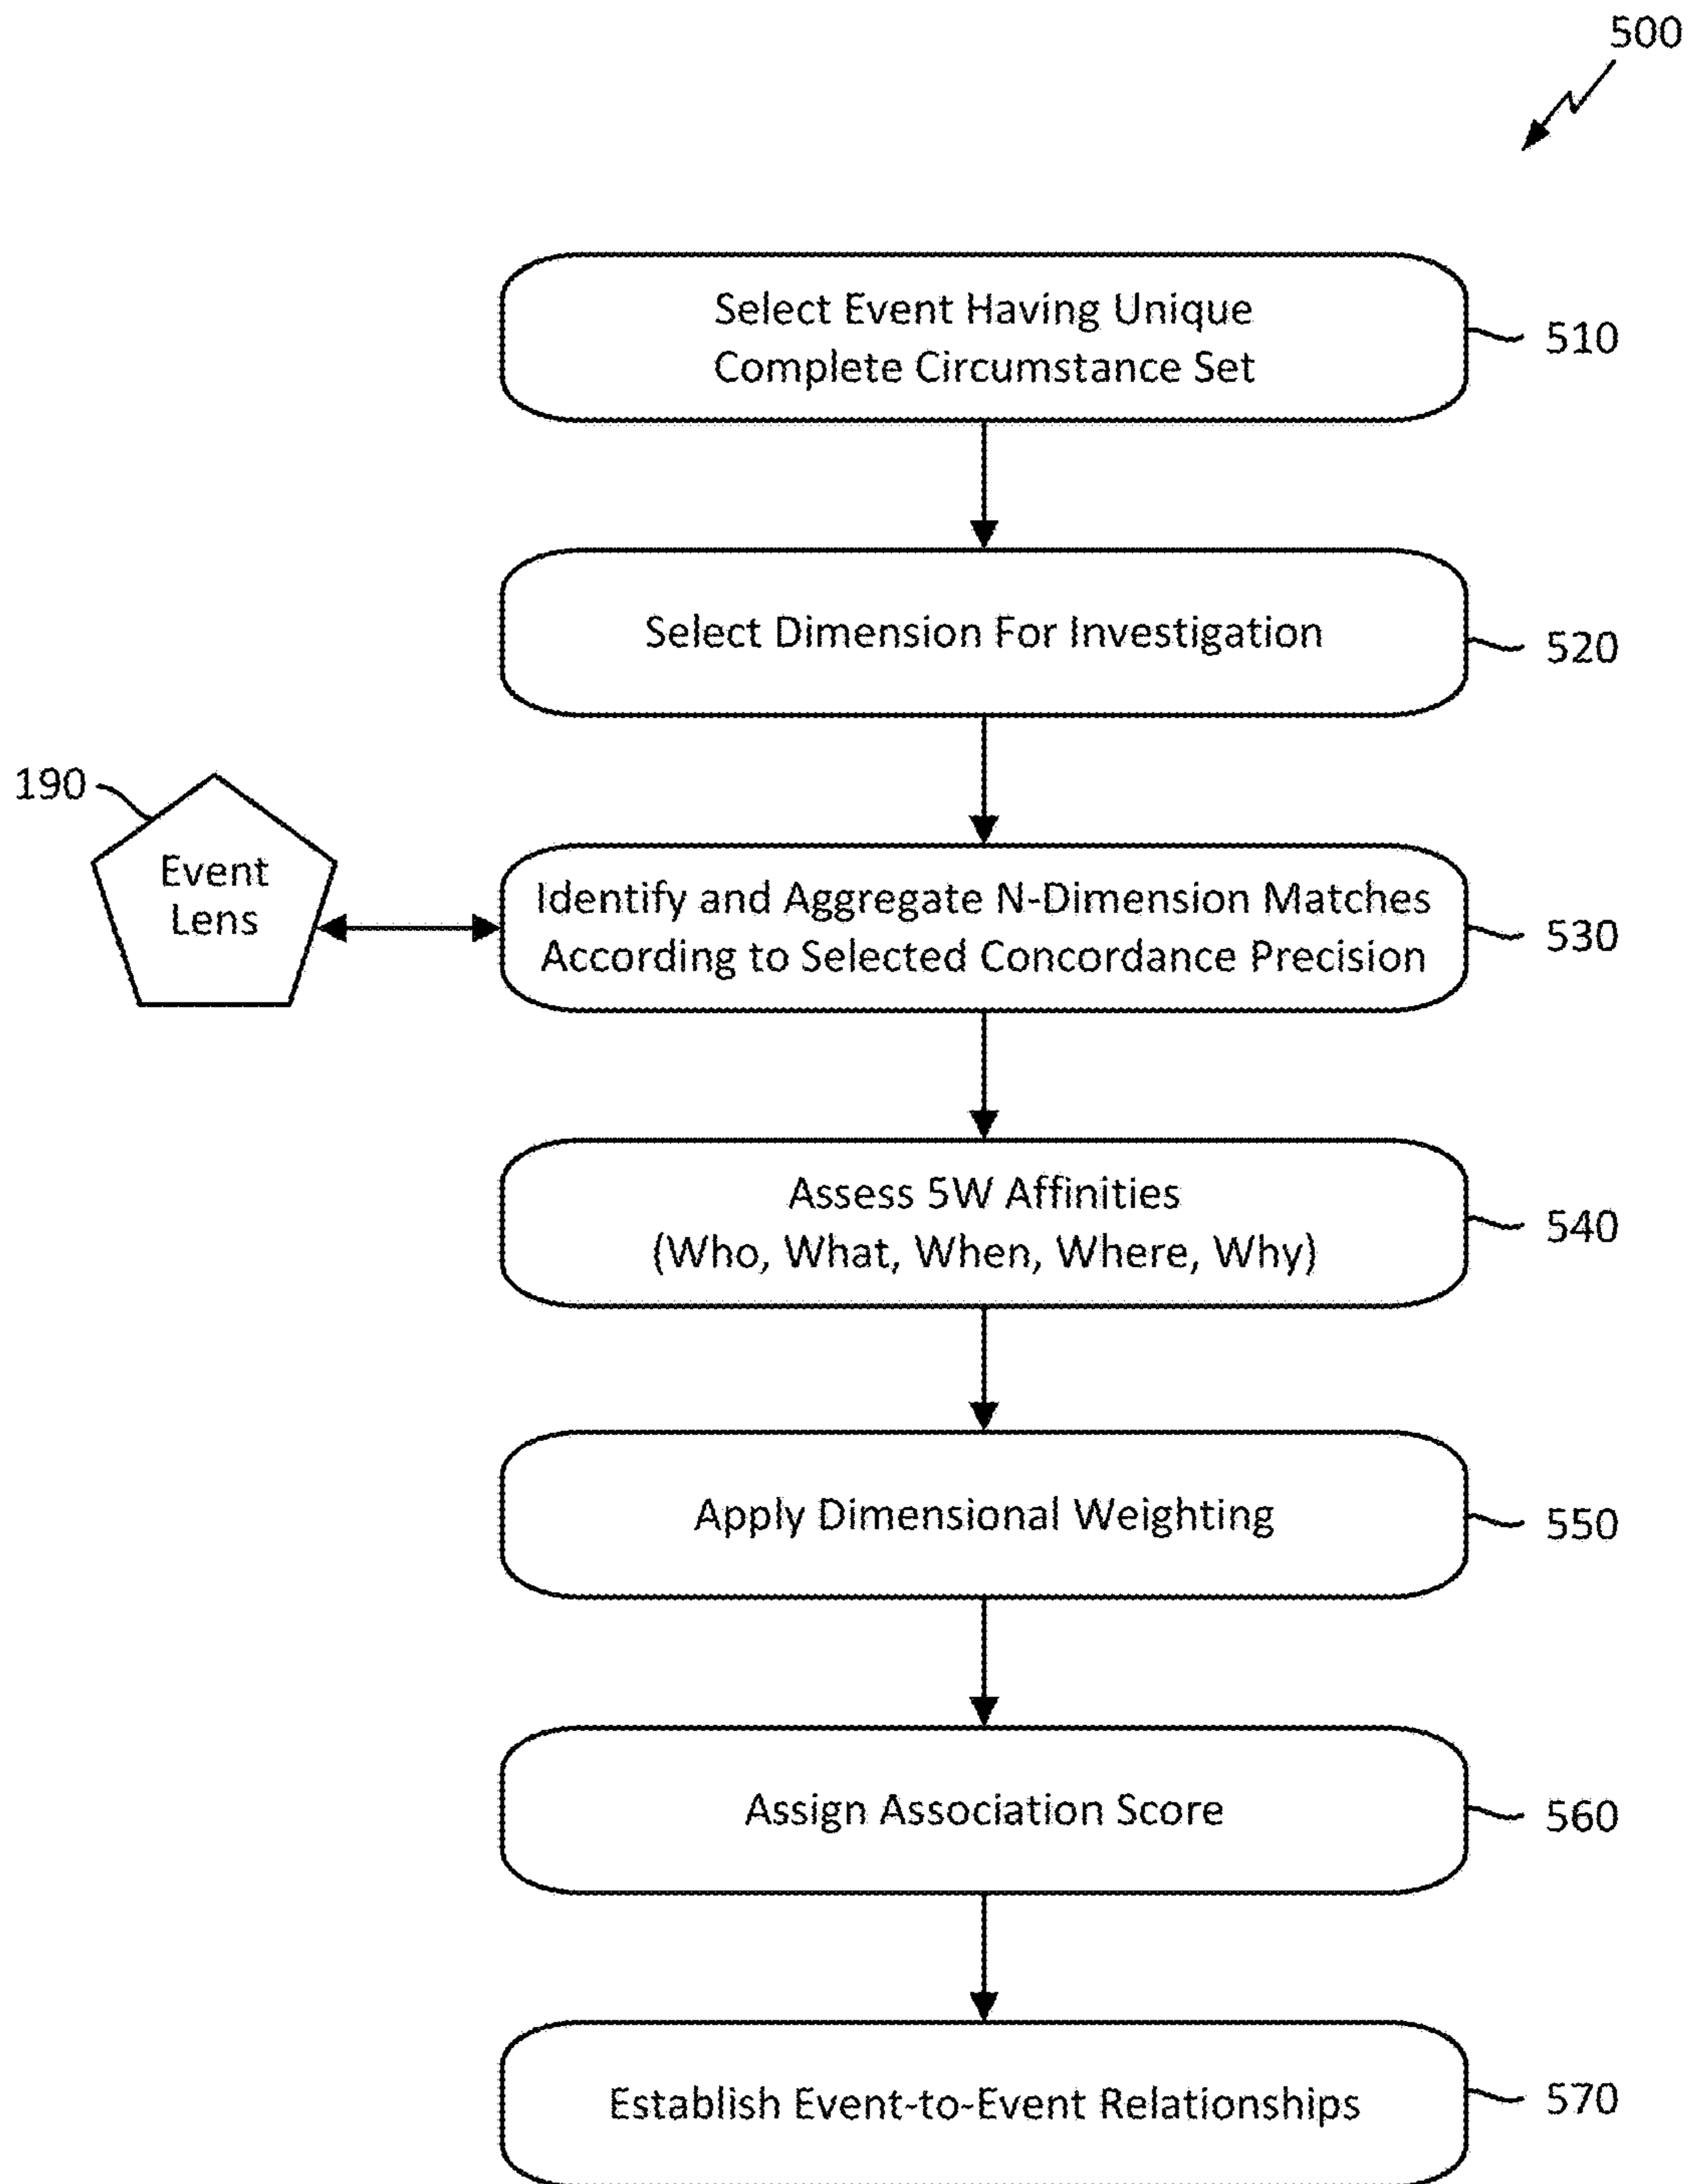 500
Select Event Having Unique
Complete Circumstance Set
510
Select Dimension For Investigation
520
190
Event
Lens
Identify and Aggregate N-Dimension Matches
According to Selected Concordance Precision
530
Assess 5W Affinities
(Who, What, When, Where, Why)
540
Apply Dimensional Weighting
550
Assign Association Score
560
Establish Event-to-Event Relationships
570